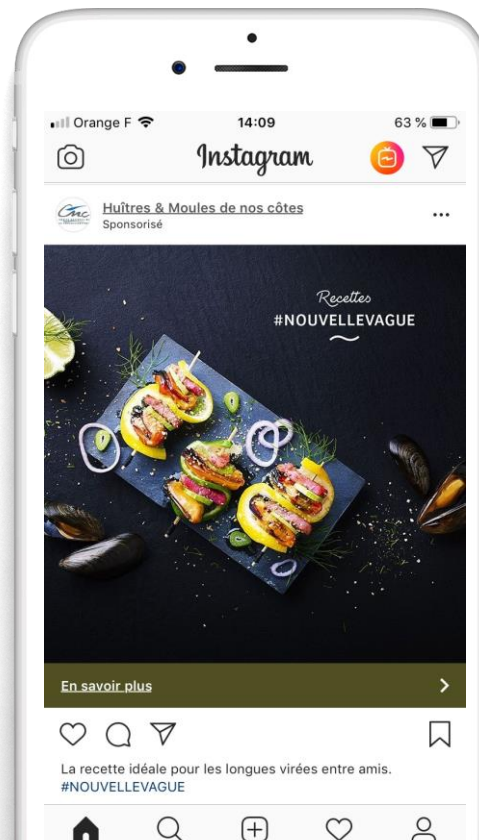 Orange F 14:09 63 %
Instagram
Huîtres & Moules de nos côtes
Sponsorisé
Recettes
#NOUVELLEVAGUE
En savoir plus
La recette idéale pour les longues virées entre amis.
#NOUVELLEVAGUE